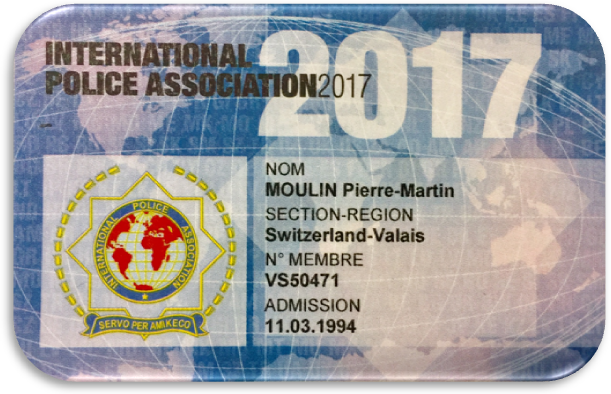 INTERNATIONAL
POLICE ASSOCIATION2017
2017
NOM
MOULIN Pierre-Martin
SECTION-REGION
Switzerland-Valais
N° MEMBRE
VS50471
ADMISSION
11.03.1994
INTERNATIONAL POLICE ASSOCIATION
SERVO PER AMIKECO